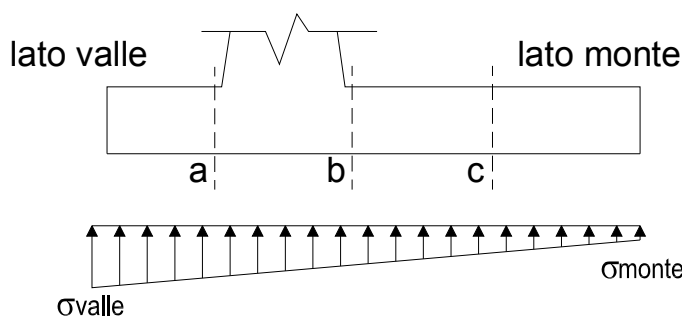 lato valle
lato monte
a
b
c
σvalle
σmonte